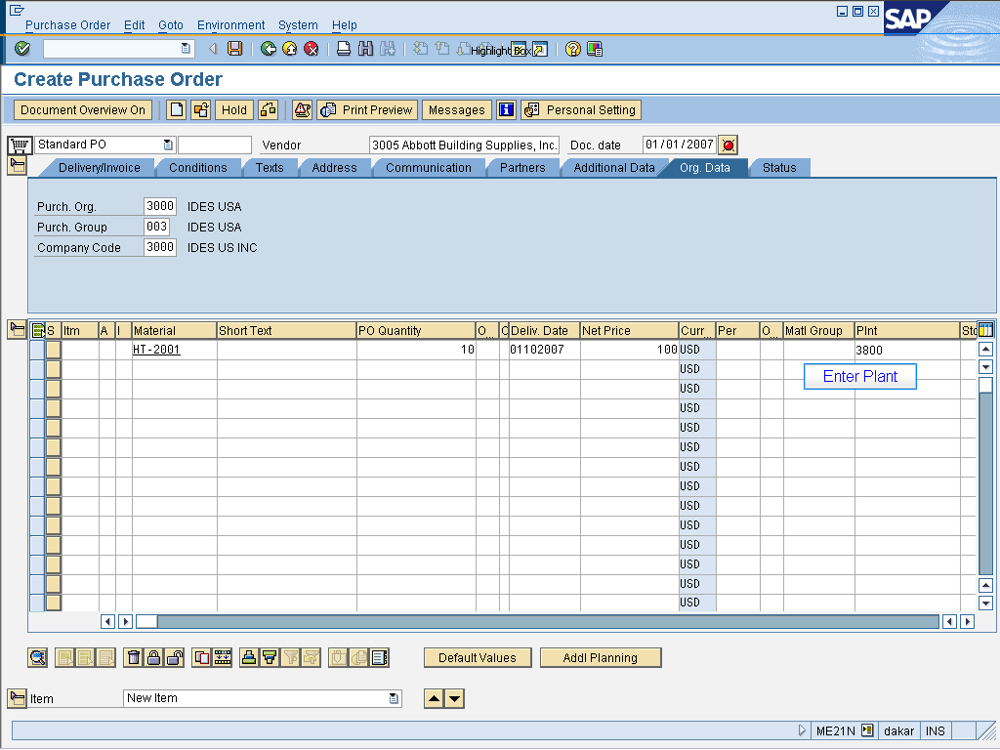 Purchase Order Edit Goto Environment System Help
SAP
Highlight Box
Create Purchase Order
Document Overview On Hold Print Preview Messages Personal Setting
Standard PO Vendor 3005 Abbott Building Supplies, Inc. Doc. date 01/01/2007
Delivery/Invoice Conditions Texts Address Communication Partners Additional Data Org. Data Status
Purch. Org. 3000 IDES USA
Purch. Group 003 IDES USA
Company Code 3000 IDES US INC
S Itm A I Material Short Text PO Quantity O... C Deliv. Date Net Price Curr... Per O... Matl Group Plnt Sto
HT-2001 10 01102007 100 USD 3800
USD
Enter Plant
USD
USD
USD
USD
USD
USD
USD
USD
USD
USD
USD
USD
Default Values Addl Planning
Item New Item
ME21N dakar INS